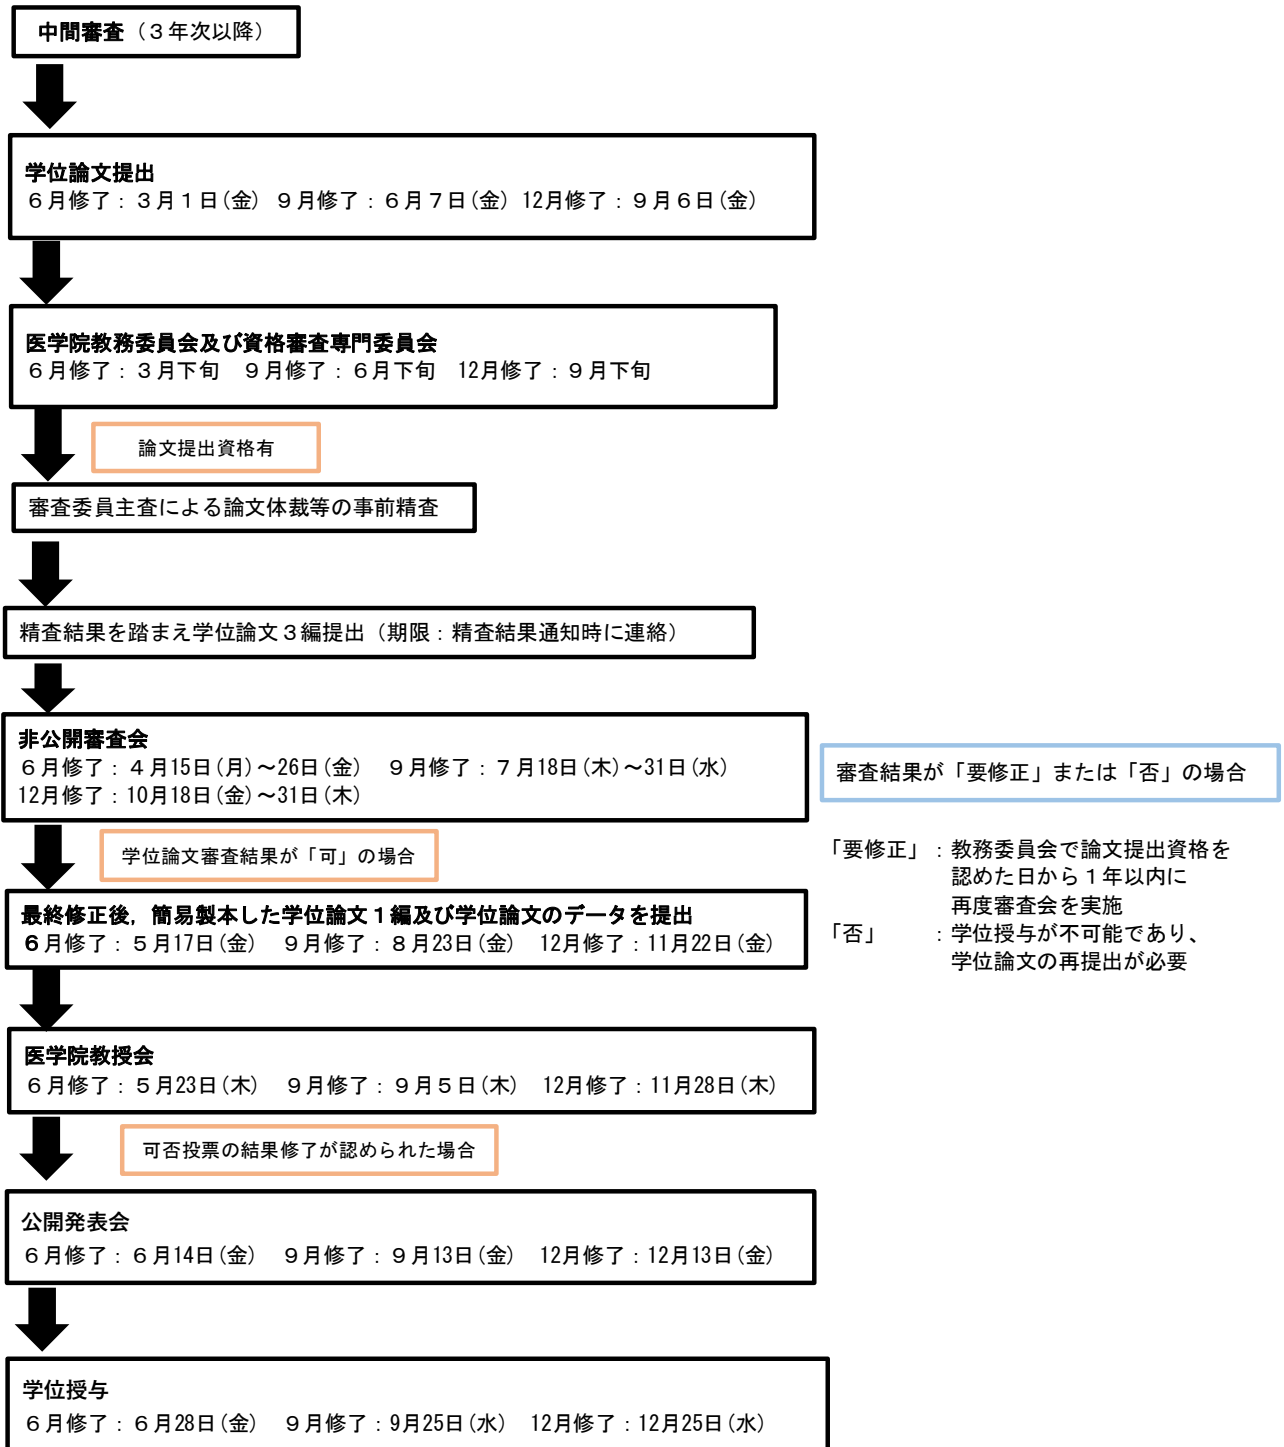 中間審査（３年次以降）
学位論文提出
６月修了：３月１日(金) ９月修了：６月７日(金) 12月修了：９月６日(金)
医学院教務委員会及び資格審査専門委員会
６月修了：３月下旬　９月修了：６月下旬　12月修了：９月下旬
論文提出資格有
審査委員主査による論文体裁等の事前精査
精査結果を踏まえ学位論文３編提出（期限：精査結果通知時に連絡）
非公開審査会
６月修了：４月15日(月)～26日(金)　９月修了：７月18日(木)～31日(水)
12月修了：10月18日(金)～31日(木)
学位論文審査結果が「可」の場合
最終修正後，簡易製本した学位論文１編及び学位論文のデータを提出
６月修了：５月17日(金)　９月修了：８月23日(金)　12月修了：11月22日(金)
審査結果が「要修正」または「否」の場合
「要修正」：教務委員会で論文提出資格を
認めた日から１年以内に
再度審査会を実施
「否」　　：学位授与が不可能であり、
学位論文の再提出が必要
医学院教授会
６月修了：５月23日(木)　９月修了：９月５日(木)　12月修了：11月28日(木)
可否投票の結果修了が認められた場合
公開発表会
６月修了：６月14日(金)　９月修了：９月13日(金)　12月修了：12月13日(金)
学位授与
６月修了：６月28日(金)　９月修了：9月25日(水)　12月修了：12月25日(水)